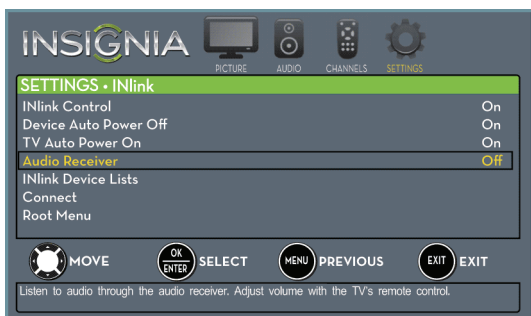 INSIGNIA
PICTURE AUDIO CHANNELS SETTINGS
SETTINGS • INlink
INlink Control On
Device Auto Power Off On
TV Auto Power On On
Audio Receiver Off
INlink Device Lists
Connect
Root Menu
MOVE OK ENTER SELECT MENU PREVIOUS EXIT EXIT
Listen to audio through the audio receiver. Adjust volume with the TV's remote control.